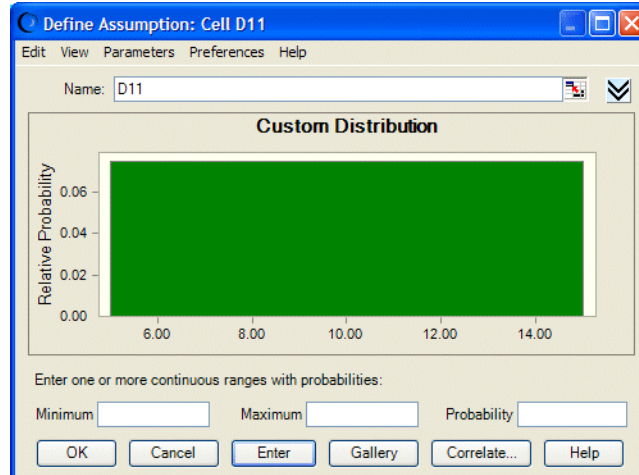 Define Assumption: Cell D11
Edit View Parameters Preferences Help
Name: D11
Custom Distribution
Relative Probability
0.06
0.04
0.02
0.00
6.00 8.00 10.00 12.00 14.00
Enter one or more continuous ranges with probabilities:
Minimum Maximum Probability
OK Cancel Enter Gallery Correlate... Help